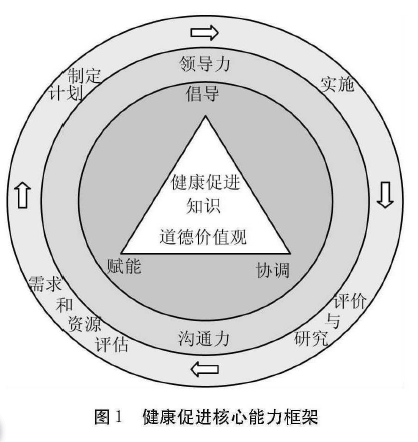 制定
计划
领导力
倡导
实施
健康促进
知识
道德价值观
赋能
协调
需求
和
资源
评估
沟通力
评价
与
研究
图1 健康促进核心能力框架